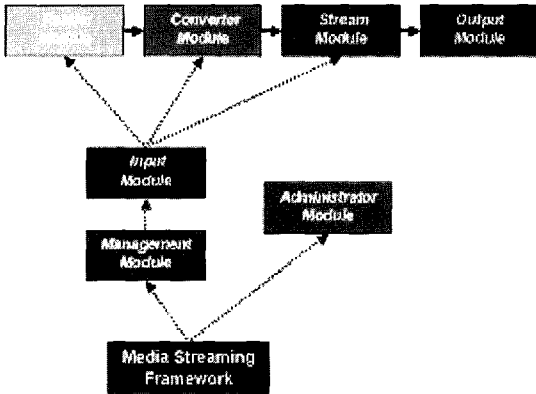 Converter
Module
Stream
Module
Output
Module
Input
Module
Administrator
Module
Management
Module
Media Streaming
Framework